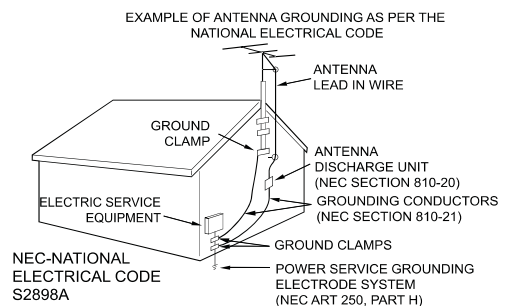 EXAMPLE OF ANTENNA GROUNDING AS PER THE
NATIONAL ELECTRICAL CODE
ANTENNA
LEAD IN WIRE
GROUND
CLAMP
ANTENNA
DISCHARGE UNIT
(NEC SECTION 810-20)
ELECTRIC SERVICE
EQUIPMENT
GROUNDING CONDUCTORS
(NEC SECTION 810-21)
GROUND CLAMPS
NEC-NATIONAL
ELECTRICAL CODE
S2898A
POWER SERVICE GROUNDING
ELECTRODE SYSTEM
(NEC ART 250, PART H)